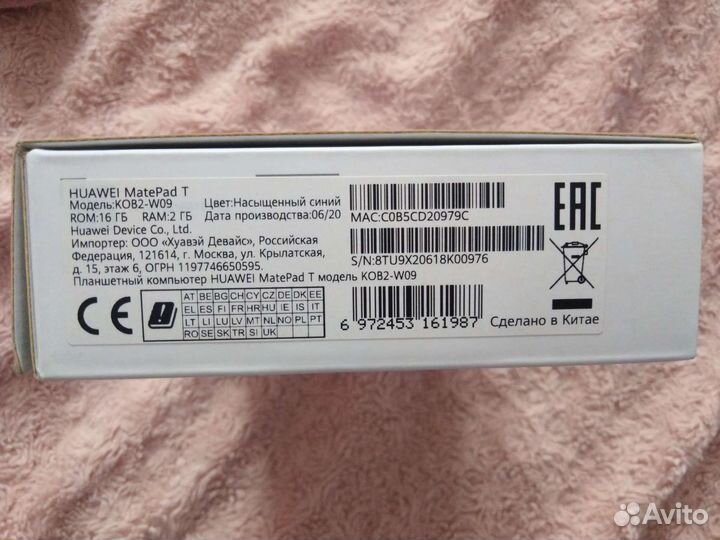 HUAWEI MatePad T
Модель:KOB2-W09 Цвет:Насыщенный синий
ROM:16 ГБ RAM:2 ГБ Дата производства:06/20
Huawei Device Co., Ltd.
Импортер: ООО «Хуавэй Девайс», Российская
Федерация, 121614, г. Москва, ул. Крылатская,
д. 15, этаж 6, ОГРН 1197746650595.
Планшетный компьютер HUAWEI MatePad T модель KOB2-W09
MAC:C0B5CD20979C
S/N:8TU9X20618K00976
EAC
CE
AT BE BG CH CY CZ DE DK EE
EL ES FI FR HR HU IE IS IT
LT LI LU LV MT NL NO PL PT
RO SE SK TR SI UK
6 972453 161987
Сделано в Китае
Avito